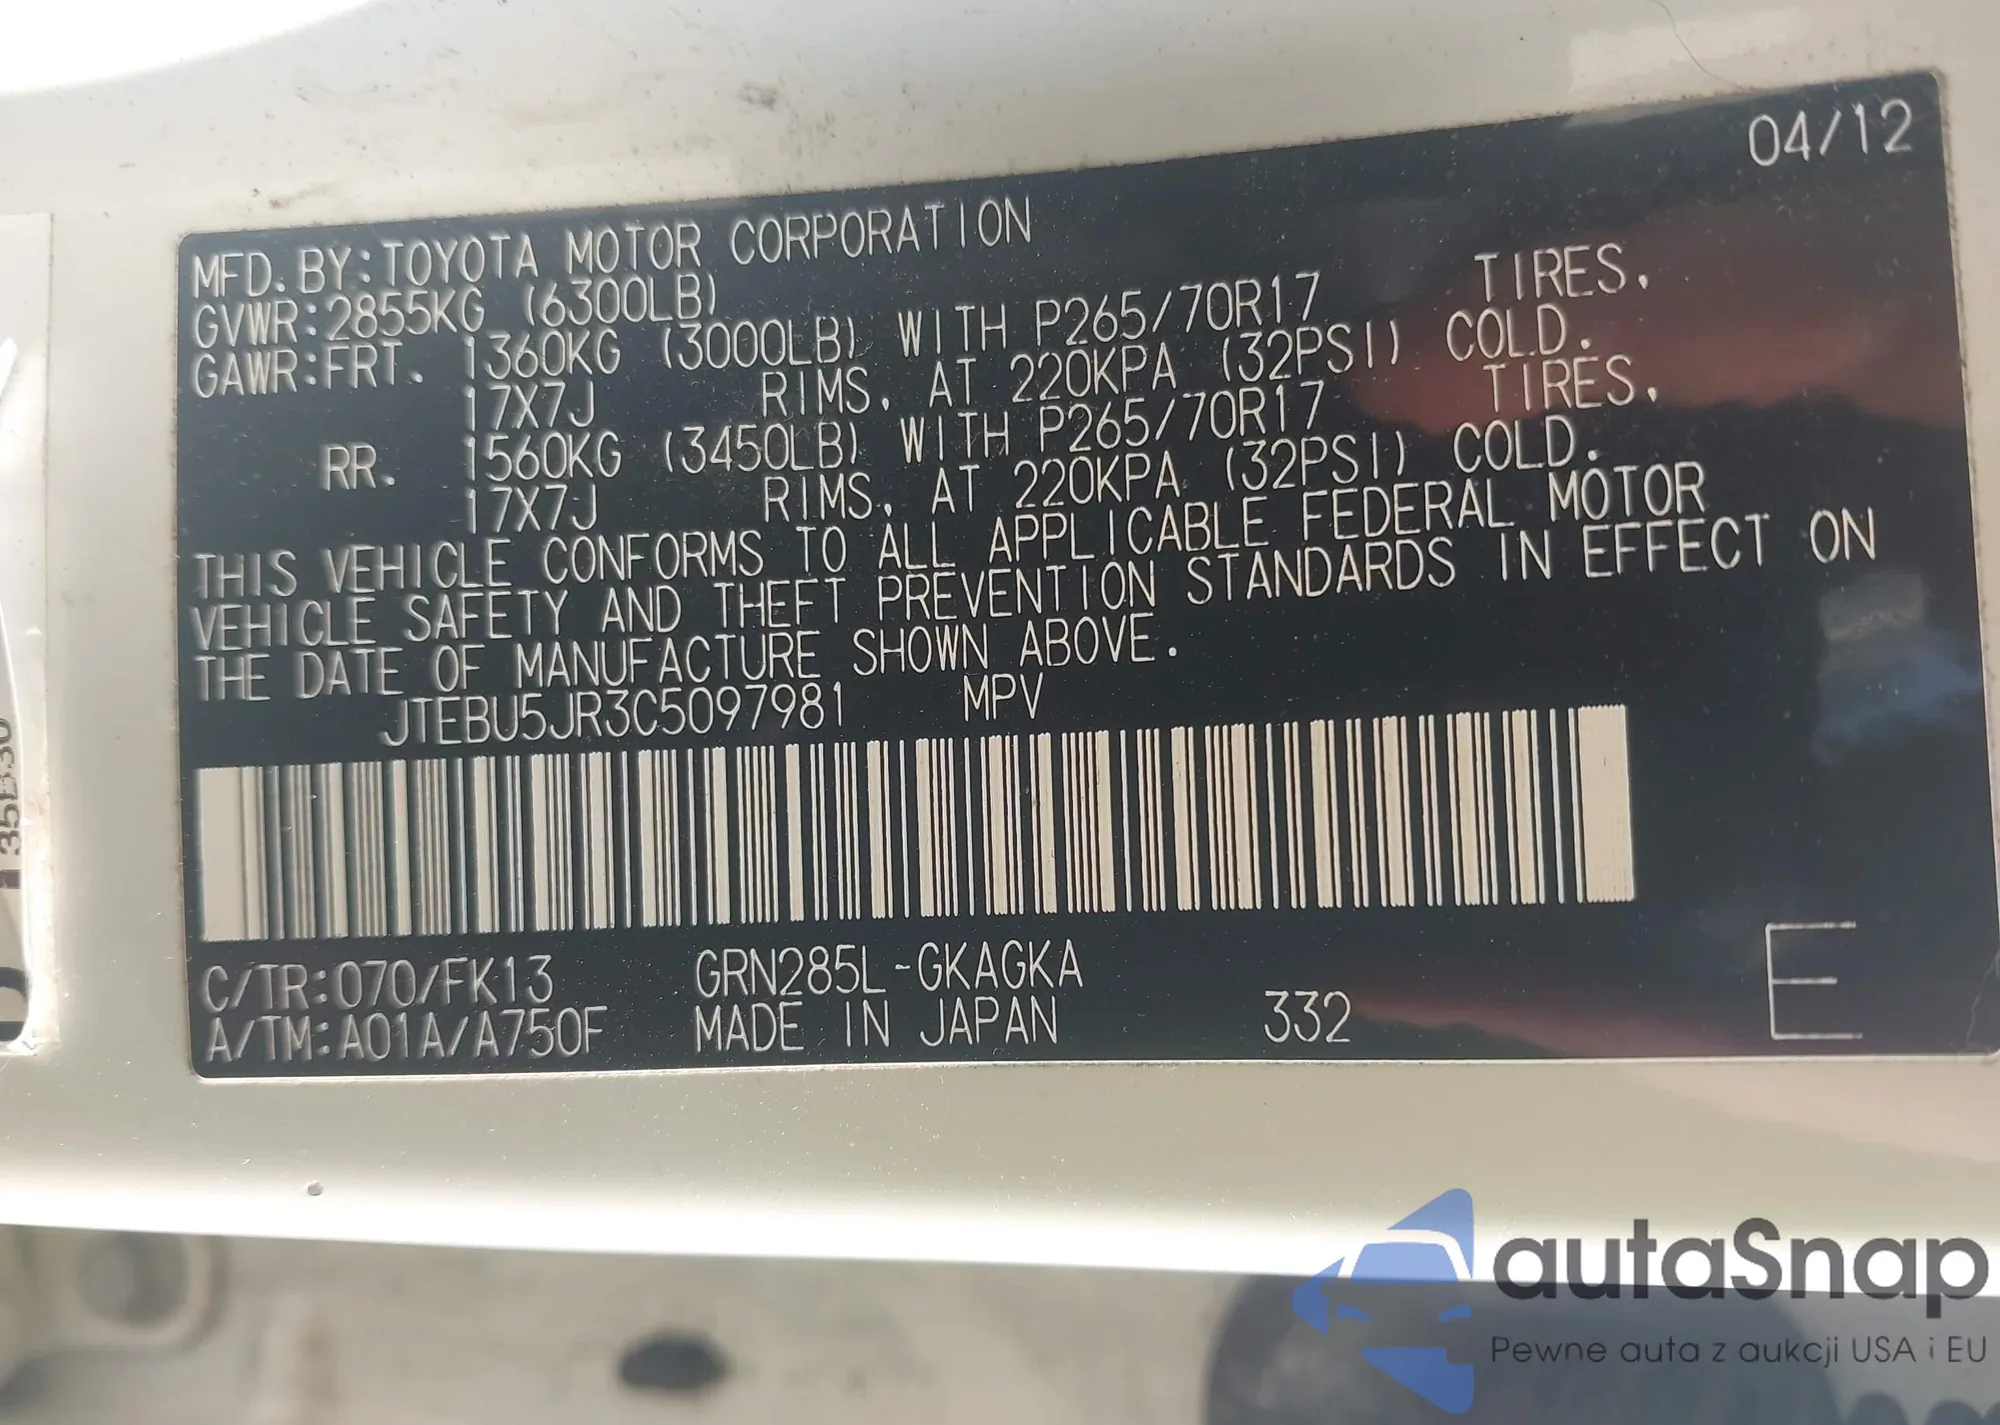 04/12
MFD.BY:TOYOTA MOTOR CORPORATION
GVWR:2855KG (6300LB)
GAWR:FRT. 1360KG (3000LB) WITH P265/70R17 TIRES,
17X7J RIMS, AT 220KPA (32PSI) COLD.
RR. 1560KG (3450LB) WITH P265/70R17 TIRES,
17X7J RIMS, AT 220KPA (32PSI) COLD.
THIS VEHICLE CONFORMS TO ALL APPLICABLE FEDERAL MOTOR
VEHICLE SAFETY AND THEFT PREVENTION STANDARDS IN EFFECT ON
THE DATE OF MANUFACTURE SHOWN ABOVE.
JTEBU5JR3C5097981 MPV
C/TR:070/FK13 GRN285L-GKAGKA
A/TM:A01A/A750F MADE IN JAPAN 332 E
autaSnap
Pewne auta z aukcji USA i EU